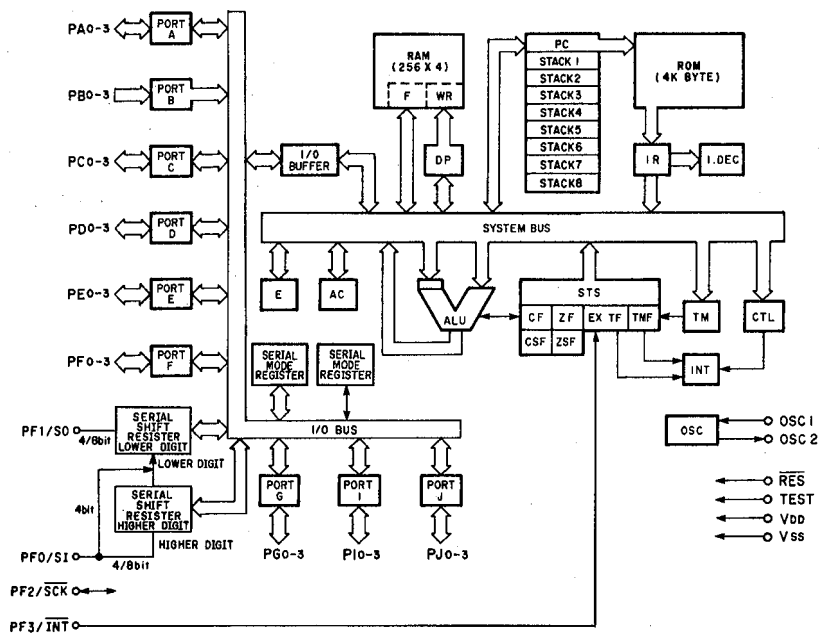 PA0-3
PORT
A
PB0-3
PORT
B
PC0-3
PORT
C
PD0-3
PORT
D
PE0-3
PORT
E
PF0-3
PORT
F
RAM
(256 X 4)
F
WR
DP
I/O
BUFFER
PC
STACK 1
STACK2
STACK3
STACK4
STACK5
STACK6
STACK7
STACK8
ROM
(4K BYTE)
IR
I.DEC
SYSTEM BUS
E
AC
ALU
STS
CF
ZF
EX TF
TMF
CSF
ZSF
TM
CTL
INT
SERIAL
MODE
REGISTER
SERIAL
MODE
REGISTER
I/O BUS
PF1/SO
4/8bit
SERIAL
SHIFT
RESISTER
LOWER DIGIT
LOWER DIGIT
4bit
SERIAL
SHIFT
RESISTER
HIGHER DIGIT
HIGHER DIGIT
PF0/SI
4/8bit
PORT
G
PORT
I
PORT
J
PG0-3
PI0-3
PJ0-3
OSC
OSC 1
OSC 2
RES
TEST
VDD
VSS
PF2/SCK
PF3/INT